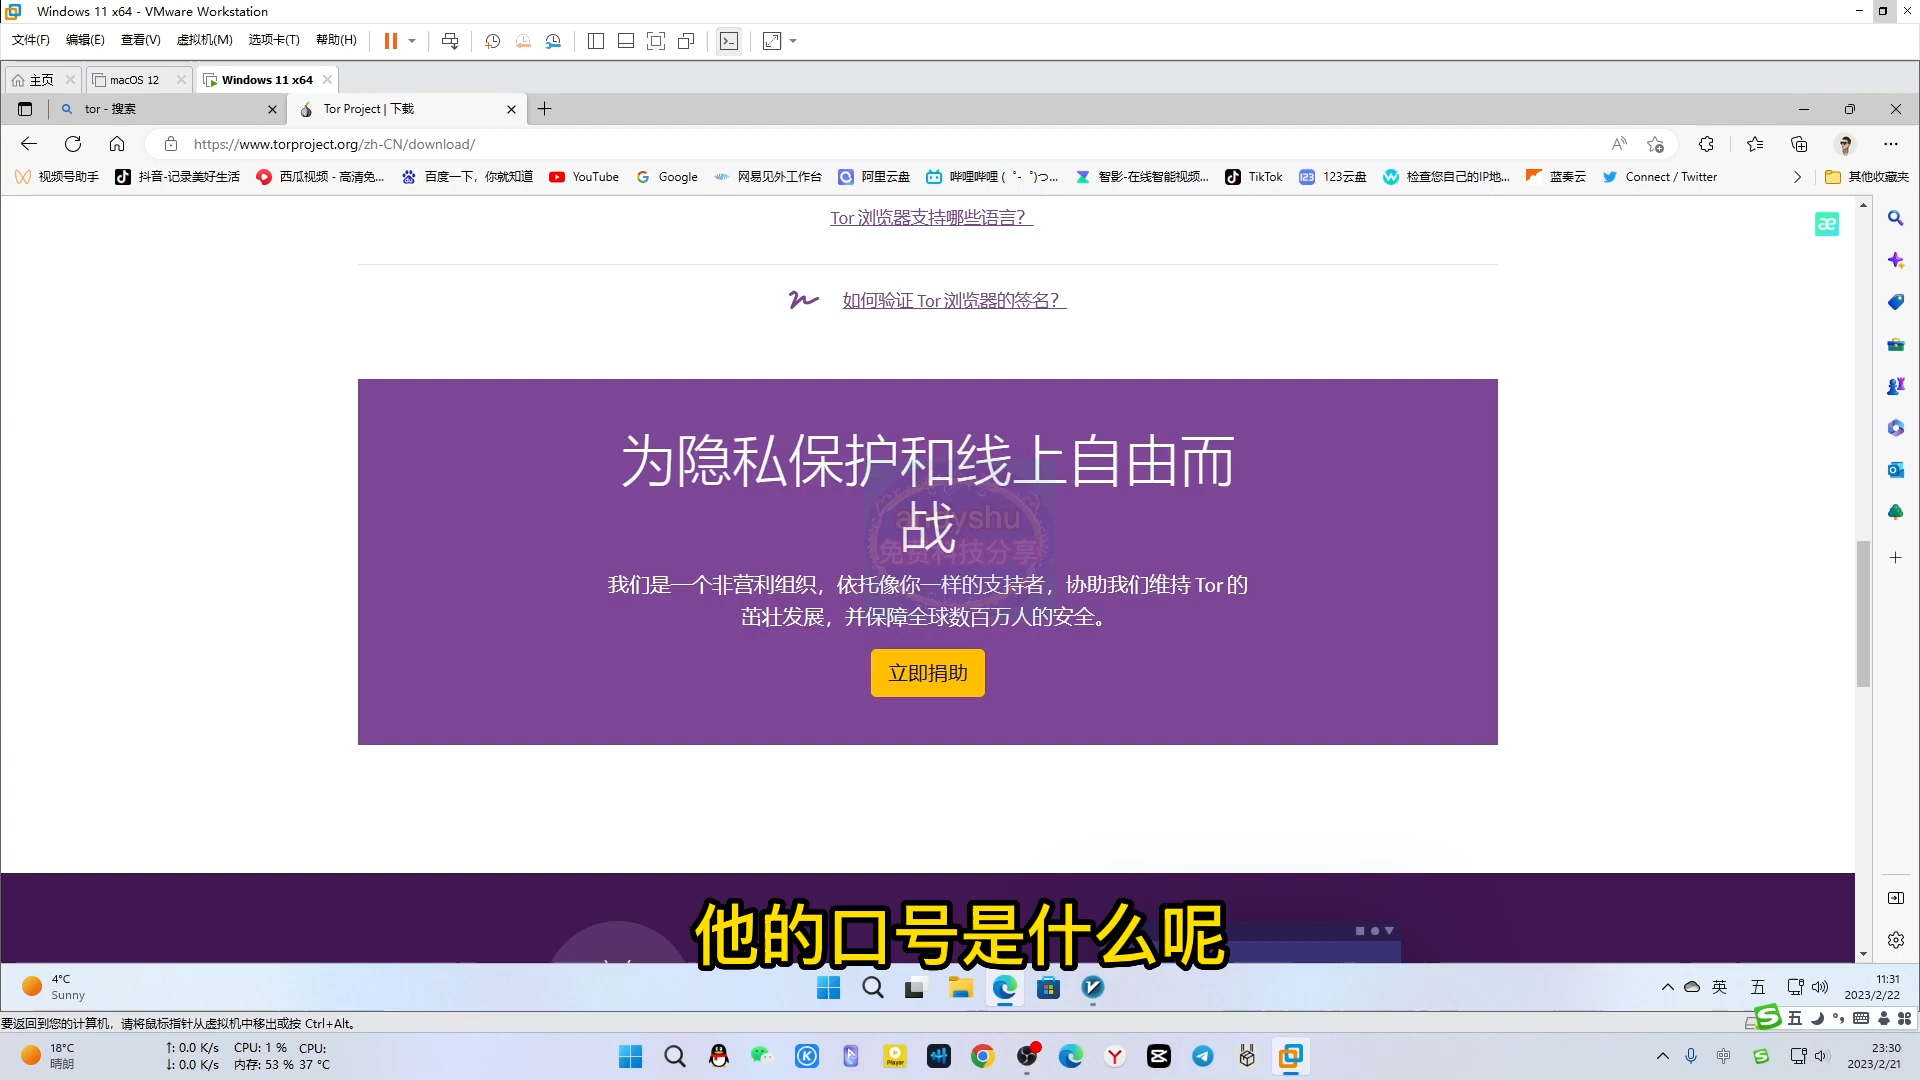 Windows 11 x64 - VMware Workstation
文件(F) 编辑(E) 查看(V) 虚拟机(M) 选项卡(T) 帮助(H)
主页 macOS 12 Windows 11 x64
tor - 搜索 Tor Project | 下载
https://www.torproject.org/zh-CN/download/
视频号助手 抖音-记录美好生活 西瓜视频 - 高清免... 百度一下，你就知道 YouTube Google 网易见外工作台 阿里云盘 哔哩哔哩 ( ゜- ゜)つ... 智影-在线智能视频... TikTok 123云盘 检查您自己的IP地... 蓝奏云 Connect / Twitter 其他收藏夹
Tor 浏览器支持哪些语言？
如何验证 Tor 浏览器的签名？
为隐私保护和线上自由而
战
免费科技分享
我们是一个非营利组织，依托像你一样的支持者，协助我们维持 Tor 的
茁壮发展，并保障全球数百万人的安全。
立即捐助
他的口号是什么呢
4°C
Sunny
英 五
11:31
2023/2/22
要返回到您的计算机，请将鼠标指针从虚拟机中移出或按 Ctrl+Alt。
五
18°C
晴朗
↑: 0.0 K/s CPU: 1 % CPU:
↓: 0.0 K/s 内存: 53 % 37 °C
中
23:30
2023/2/21